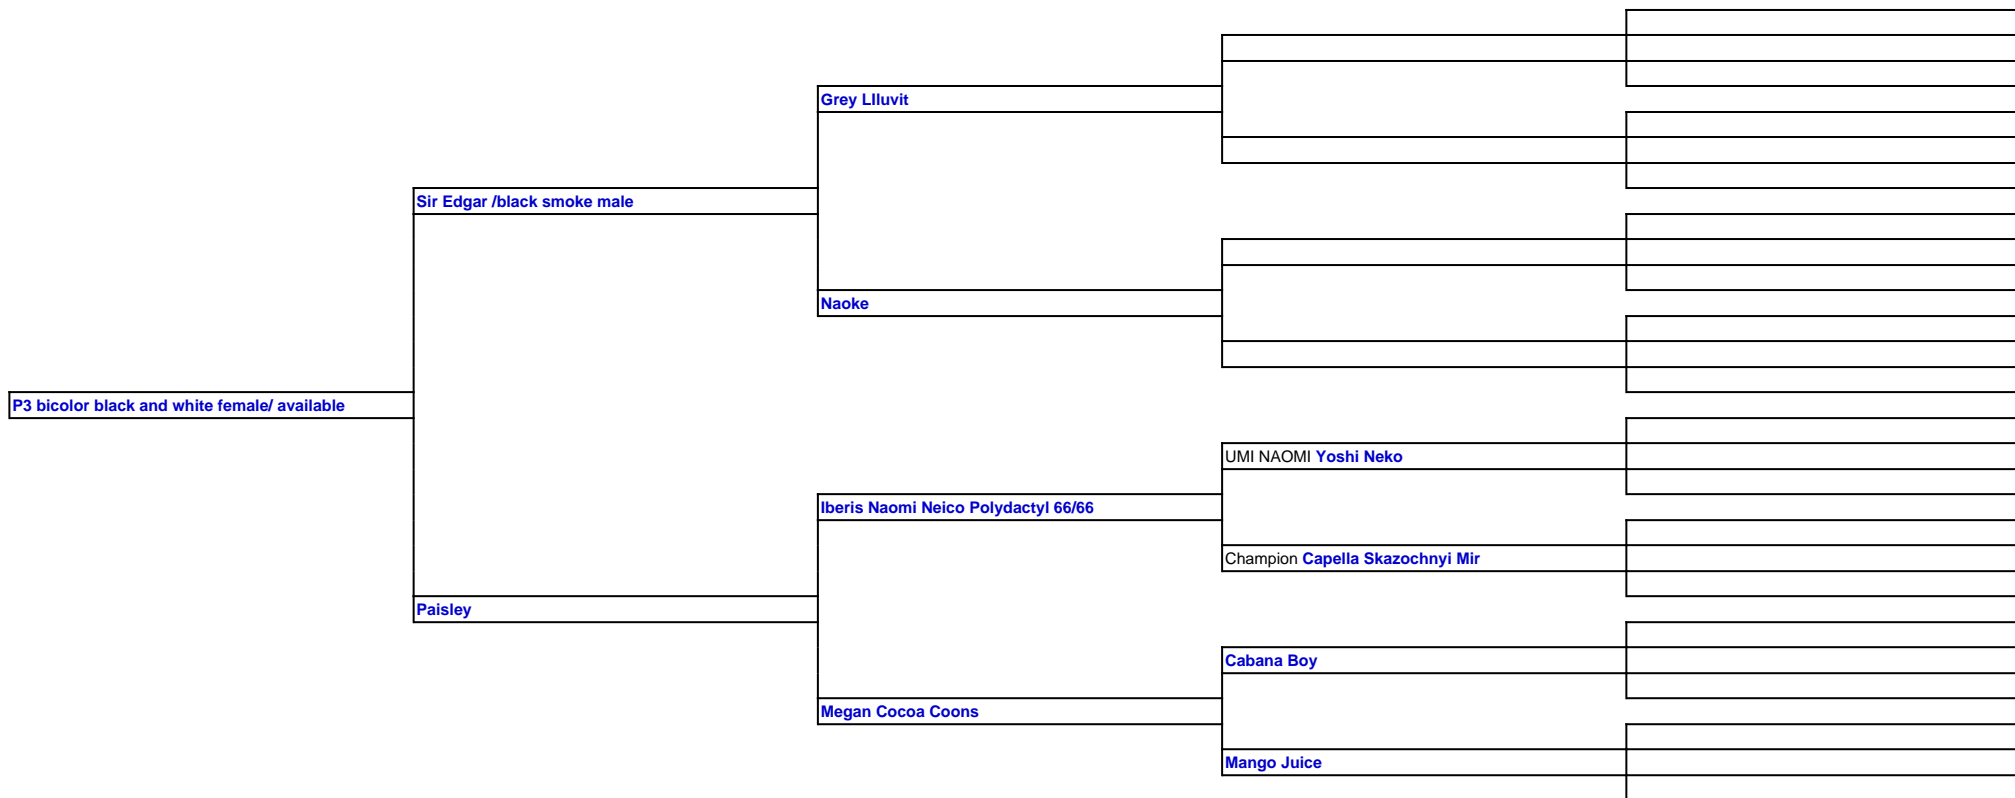 Grey LIluvit
Sir Edgar /black smoke male
Naoke
P3 bicolor black and white female/ available
UMI NAOMI Yoshi Neko
Iberis Naomi Neico Polydactyl 66/66
Champion Capella Skazochnyi Mir
Paisley
Cabana Boy
Megan Cocoa Coons
Mango Juice